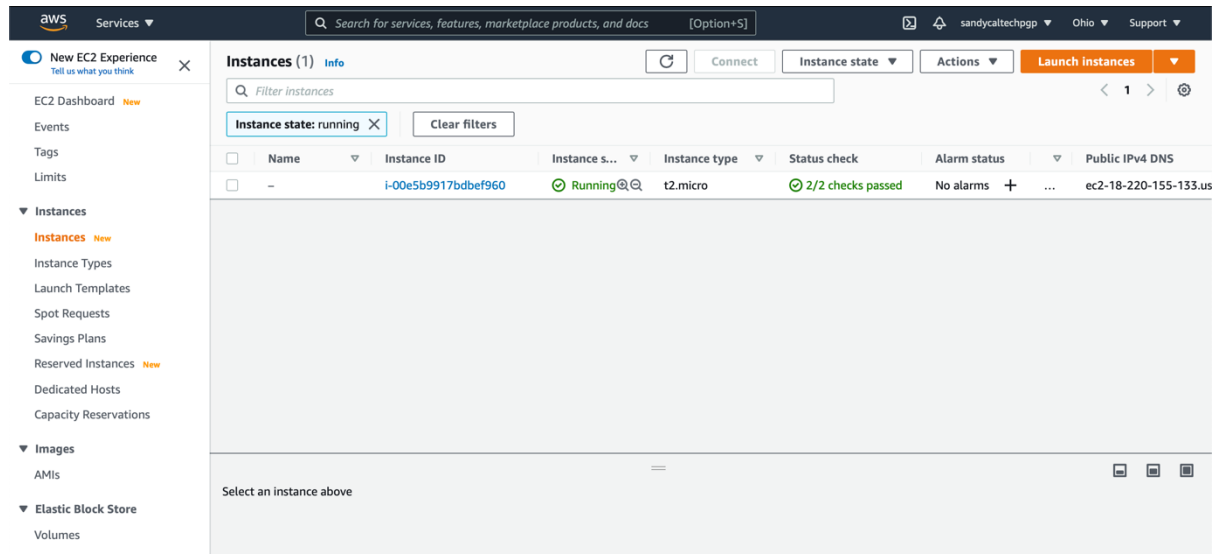 aws Services ▼ Search for services, features, marketplace products, and docs [Option+S] sandycaltechpgp ▼ Ohio ▼ Support ▼
New EC2 Experience
Tell us what you think
EC2 Dashboard New
Events
Tags
Limits
▼ Instances
Instances New
Instance Types
Launch Templates
Spot Requests
Savings Plans
Reserved Instances New
Dedicated Hosts
Capacity Reservations
▼ Images
AMIs
▼ Elastic Block Store
Volumes
Instances (1) Info Connect Instance state ▼ Actions ▼ Launch instances ▼
Filter instances < 1 >
Instance state: running Clear filters
Name Instance ID Instance s... Instance type Status check Alarm status Public IPv4 DNS
– i-00e5b9917bdbef960 Running t2.micro 2/2 checks passed No alarms + ... ec2-18-220-155-133.us
Select an instance above